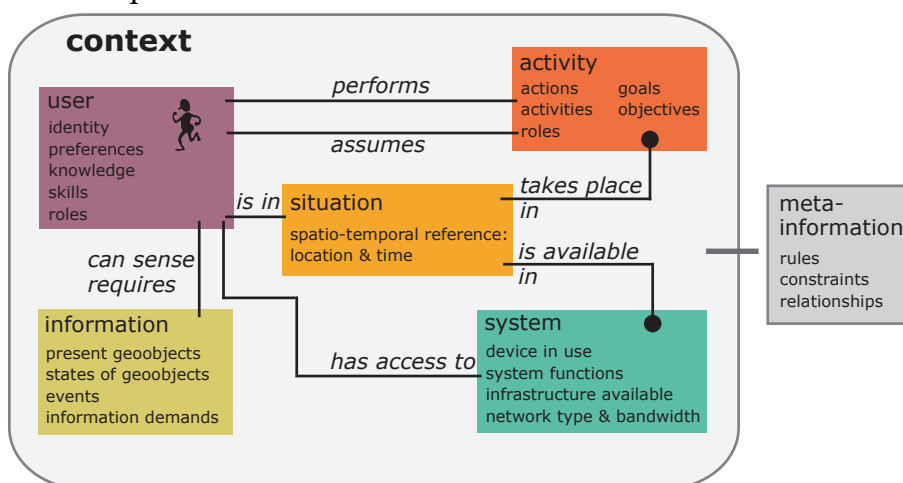 context
user
identity
preferences
knowledge
skills
roles
performs
assumes
activity
actions
activities
roles
goals
objectives
is in
situation
spatio-temporal reference:
location & time
takes place
in
is available
in
can sense
requires
information
present geoobjects
states of geoobjects
events
information demands
has access to
system
device in use
system functions
infrastructure available
network type & bandwidth
meta-
information
rules
constraints
relationships